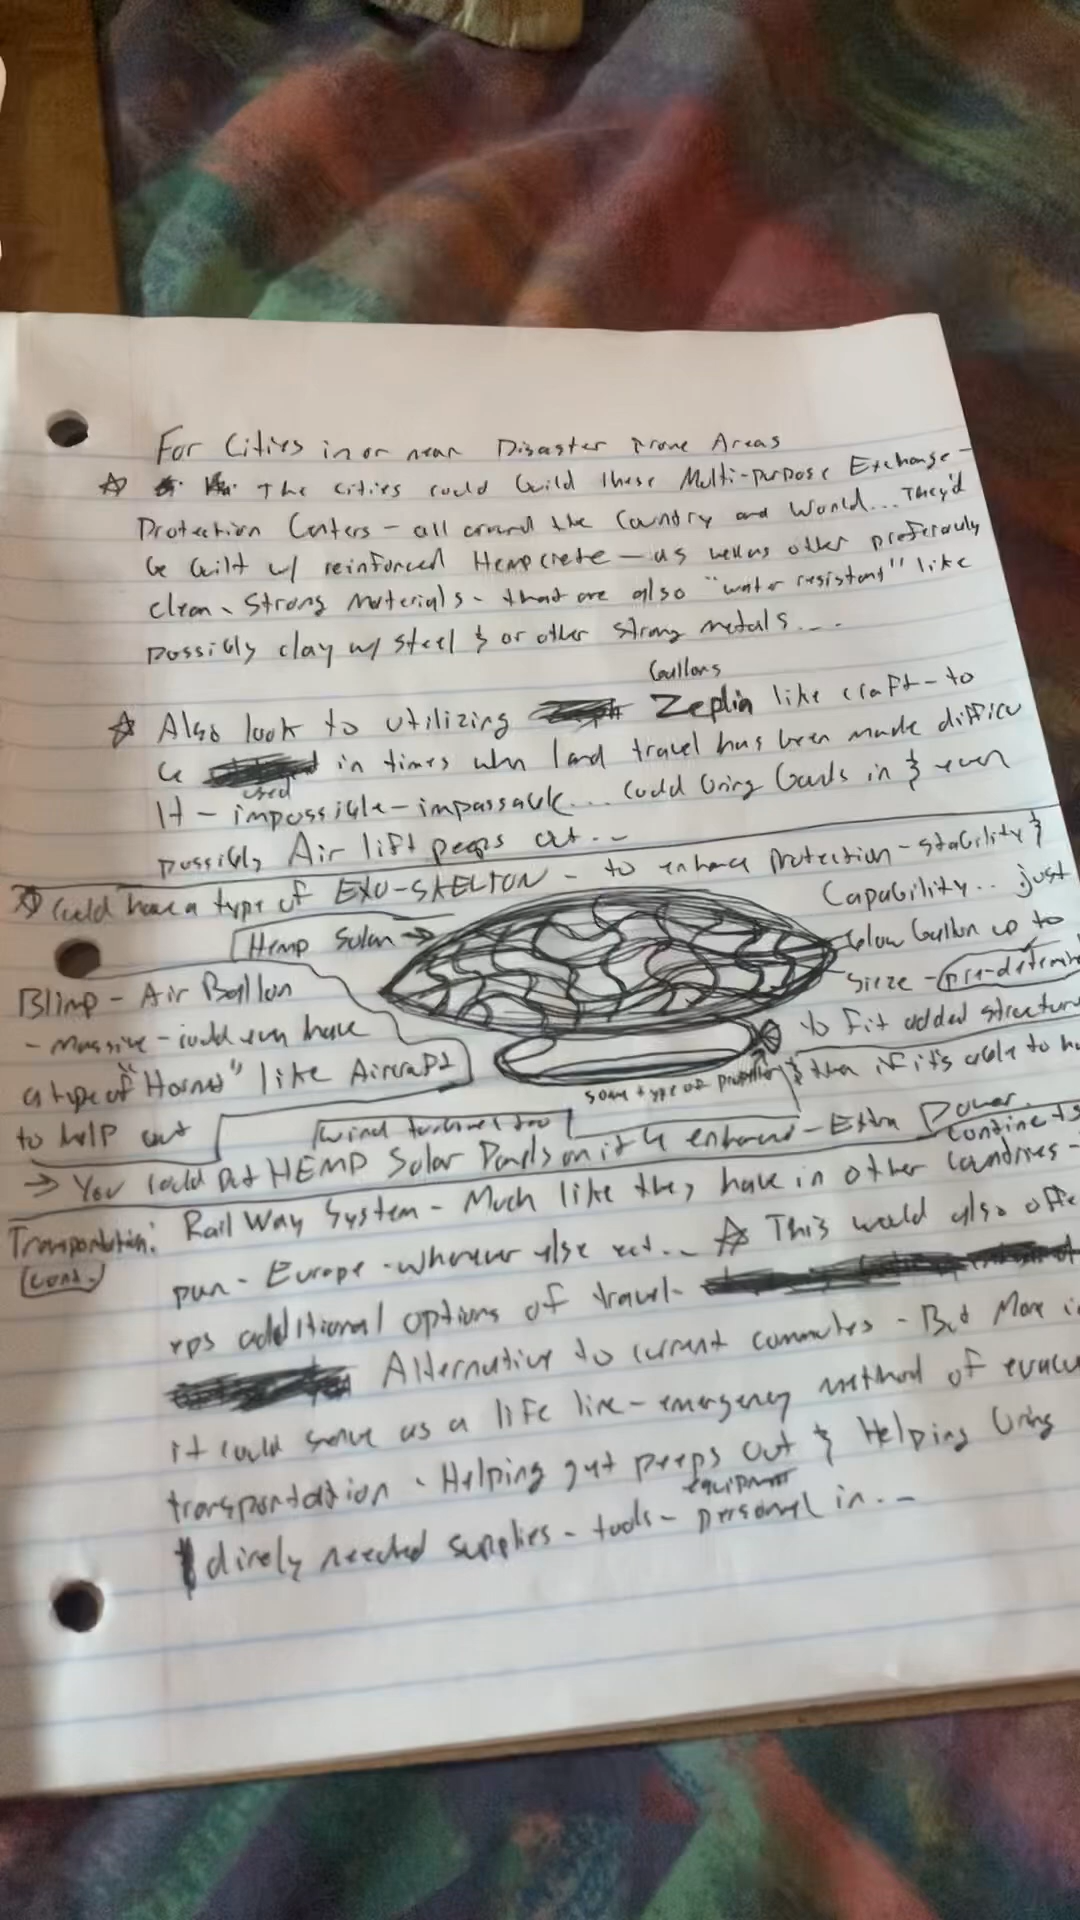 For Cities in or near Disaster Prone Areas
The cities could build these Multi-purpose Exchange-
Protection Centers - all around the Country and World... They'd
be built w/ reinforced Hempcrete - as well as other preferably
clean - strong Materials - that are also "water resistant" like
possibly clay w/ steel & or other strong metals...
Ballons
Also look to utilizing Zeplin like craft - to
be used in times whn land travel has been made difficu
lt - impossible - impassable... could bring Goods in & even
possibly Air lift peeps out..
Could have a type of EXO-SKELTON - to enhance protection - stability &
Capability.. just
Hemp Solar →
blow ballon up to
Sieze - pre-determin
Blimp - Air Ballon
to Fit added structure
- Massive - could even have
a type of "Hornet" like Aircraft
& then if it's able to
some type of propeller
to help out
wind turbines too
→ You could put HEMP Solar Panels on it to enhance - Extra Power.
Continents
Transportation: RailWay System - Much like they have in other Countries -
(cont.)
pan - Europe - wherever else ect.. This would also offe
eps additional options of travel -
Alternative to current commutes - But More i
it could serve as a life line - emergency method of evacu
transportation - Helping get peeps out & Helping bring
equipment
direly needed supplies - tools - personel in..